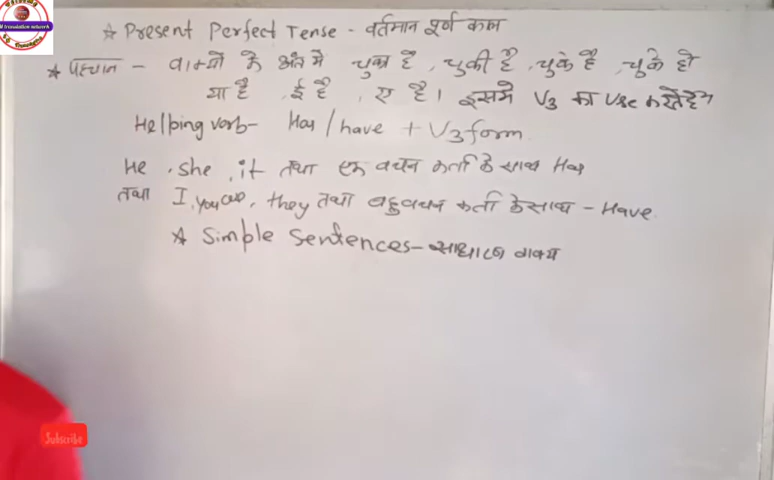 ★ Present Perfect Tense - वर्तमान पूर्ण काल
★ पहचान - वाक्यो के अंत मे चुका है , चुकी है , चुके है , चुके हो
या है , ई है , ए है । इसमे V3 का use करते है
Helping verb - Has / have + V3 form
He , she , it तथा एक वचन कर्ता के साथ Has
तथा I, you, we, they तथा बहुवचन कर्ता के साथ - Have
★ Simple Sentences - साधारण वाक्य
Subscribe